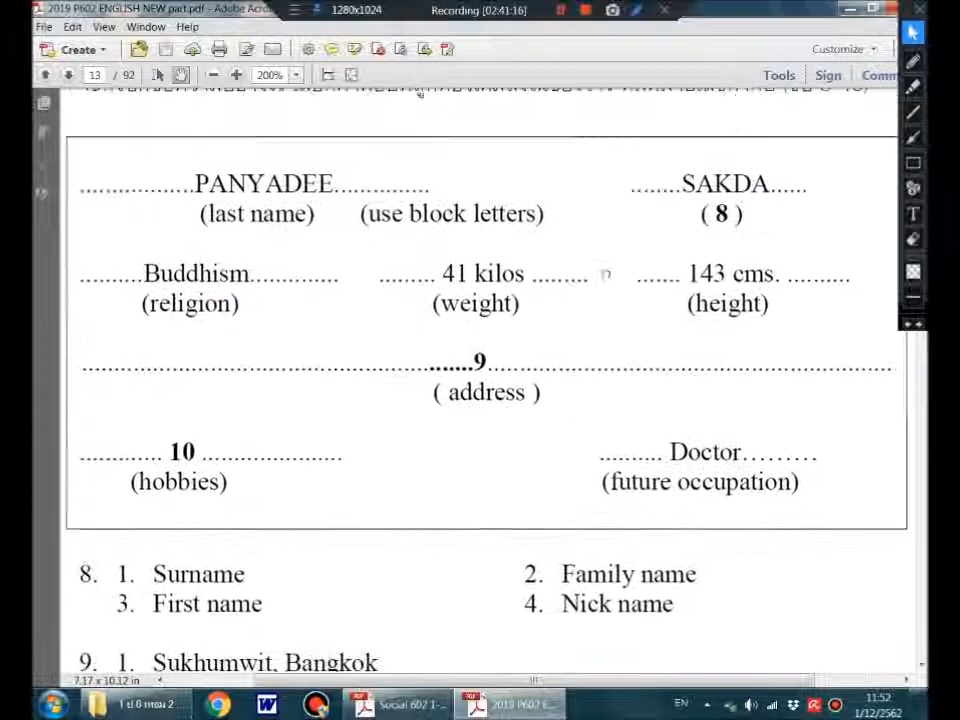 2019 P602 ENGLISH NEW part.pdf - Adobe Acro
1280x1024
Recording [02:41:16]
File Edit View Window Help
Create
Customize
13 / 92
200%
Tools Sign Comm
..................PANYADEE............... ........SAKDA......
(last name) (use block letters) ( 8 )
..........Buddhism.............. ......... 41 kilos ......... ....... 143 cms. ..........
(religion) (weight) (height)
.......9
( address )
............. 10 ...................... .......... Doctor.........
(hobbies) (future occupation)
8. 1. Surname 2. Family name
3. First name 4. Nick name
9. 1. Sukhumwit, Bangkok
7.17 x 10.12 in
Social 602 1-...
2019 P602 E...
EN
11:52
1/12/2562